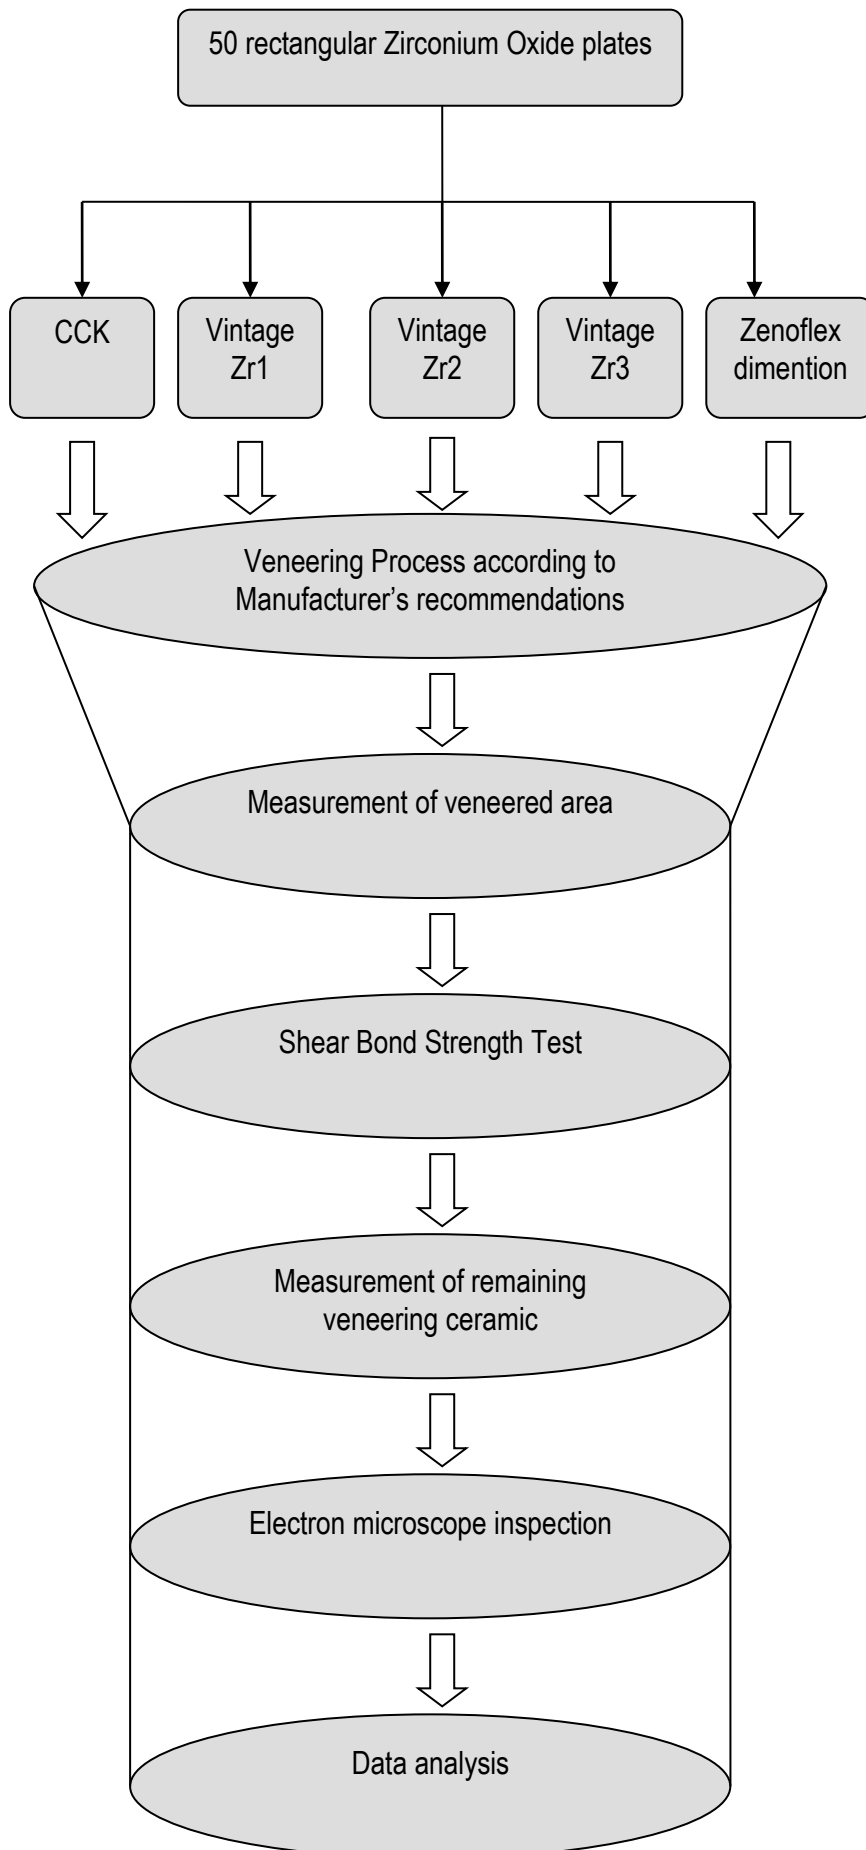 50 rectangular Zirconium Oxide plates
CCK
Vintage
Zr1
Vintage
Zr2
Vintage
Zr3
Zenoflex
dimention
Veneering Process according to
Manufacturer’s recommendations
Measurement of veneered area
Shear Bond Strength Test
Measurement of remaining
veneering ceramic
Electron microscope inspection
Data analysis